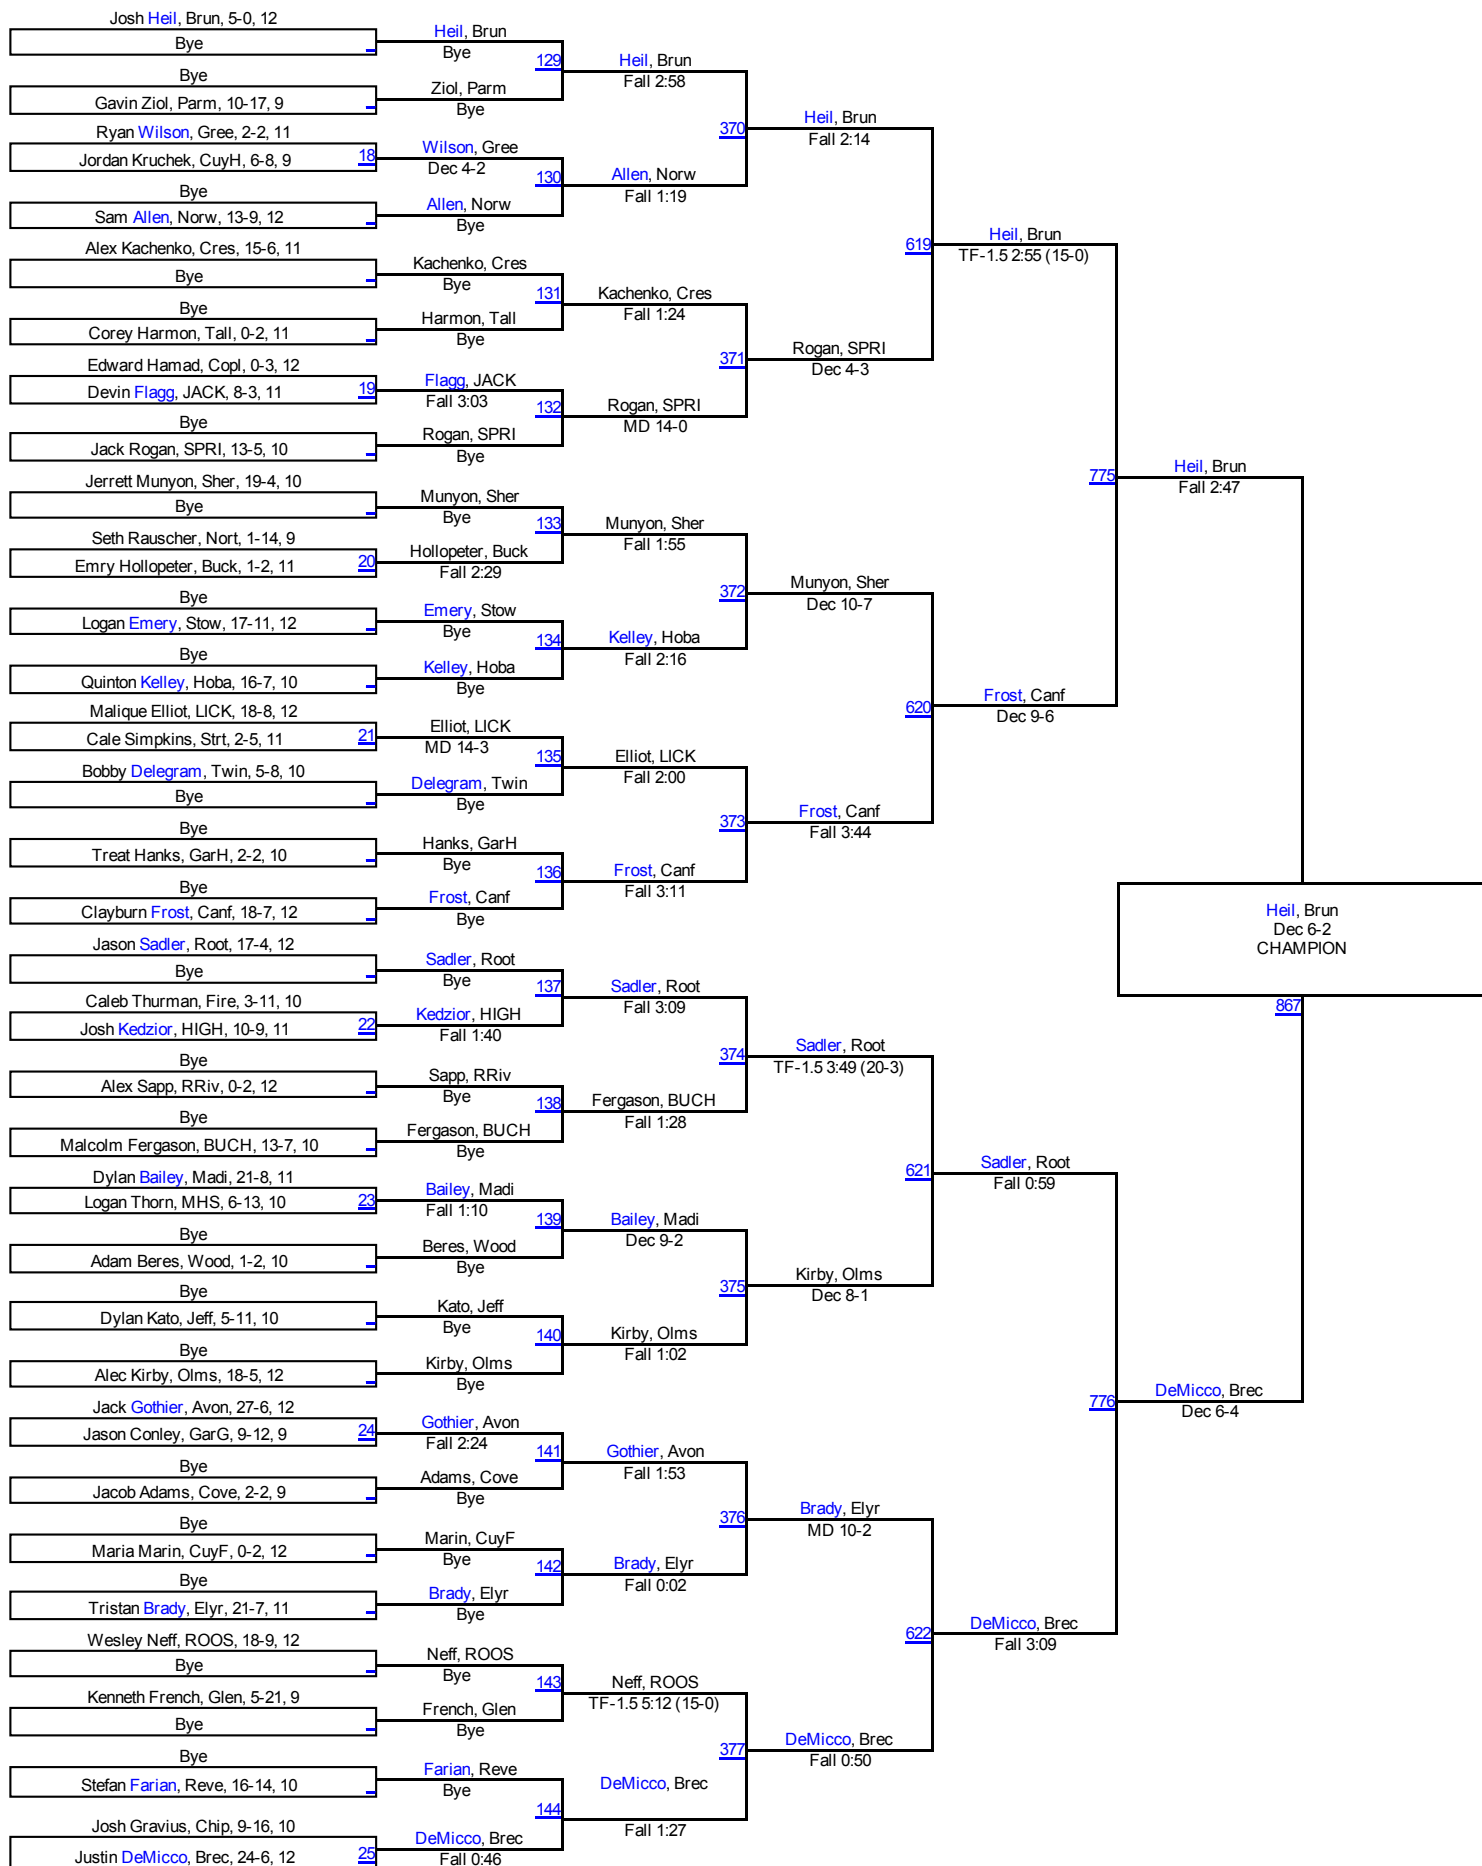 Josh Heil, Brun, 5-0, 12
Bye
Bye
Gavin Ziol, Parm, 10-17, 9
Ryan Wilson, Gree, 2-2, 11
Jordan Kruchek, CuyH, 6-8, 9
18
Bye
Sam Allen, Norw, 13-9, 12
Alex Kachenko, Cres, 15-6, 11
Bye
Bye
Corey Harmon, Tall, 0-2, 11
Edward Hamad, Copl, 0-3, 12
Devin Flagg, JACK, 8-3, 11
19
Bye
Jack Rogan, SPRI, 13-5, 10
Jerrett Munyon, Sher, 19-4, 10
Bye
Seth Rauscher, Nort, 1-14, 9
Emry Hollopeter, Buck, 1-2, 11
20
Bye
Logan Emery, Stow, 17-11, 12
Bye
Quinton Kelley, Hoba, 16-7, 10
Malique Elliot, LICK, 18-8, 12
Cale Simpkins, Strt, 2-5, 11
21
Bobby Delegram, Twin, 5-8, 10
Bye
Bye
Treat Hanks, GarH, 2-2, 10
Bye
Clayburn Frost, Canf, 18-7, 12
Jason Sadler, Root, 17-4, 12
Bye
Caleb Thurman, Fire, 3-11, 10
Josh Kedzior, HIGH, 10-9, 11
22
Bye
Alex Sapp, RRiv, 0-2, 12
Bye
Malcolm Fergason, BUCH, 13-7, 10
Dylan Bailey, Madi, 21-8, 11
Logan Thorn, MHS, 6-13, 10
23
Bye
Adam Beres, Wood, 1-2, 10
Bye
Dylan Kato, Jeff, 5-11, 10
Bye
Alec Kirby, Olms, 18-5, 12
Jack Gothier, Avon, 27-6, 12
Jason Conley, GarG, 9-12, 9
24
Bye
Jacob Adams, Cove, 2-2, 9
Bye
Maria Marin, CuyF, 0-2, 12
Bye
Tristan Brady, Elyr, 21-7, 11
Wesley Neff, ROOS, 18-9, 12
Bye
Kenneth French, Glen, 5-21, 9
Bye
Bye
Stefan Farian, Reve, 16-14, 10
Josh Gravius, Chip, 9-16, 10
Justin DeMicco, Brec, 24-6, 12
25
Heil, Brun
Bye
129
Ziol, Parm
Bye
Wilson, Gree
Dec 4-2
130
Allen, Norw
Bye
Kachenko, Cres
Bye
131
Harmon, Tall
Bye
Flagg, JACK
Fall 3:03
132
Rogan, SPRI
Bye
Munyon, Sher
Bye
133
Hollopeter, Buck
Fall 2:29
Emery, Stow
Bye
134
Kelley, Hoba
Bye
Elliot, LICK
MD 14-3
135
Delegram, Twin
Bye
Hanks, GarH
Bye
136
Frost, Canf
Bye
Sadler, Root
Bye
137
Kedzior, HIGH
Fall 1:40
Sapp, RRiv
Bye
138
Fergason, BUCH
Bye
Bailey, Madi
Fall 1:10
139
Beres, Wood
Bye
Kato, Jeff
Bye
140
Kirby, Olms
Bye
Gothier, Avon
Fall 2:24
141
Adams, Cove
Bye
Marin, CuyF
Bye
142
Brady, Elyr
Bye
Neff, ROOS
Bye
143
French, Glen
Bye
Farian, Reve
Bye
144
DeMicco, Brec
Fall 0:46
Heil, Brun
Fall 2:58
370
Allen, Norw
Fall 1:19
Kachenko, Cres
Fall 1:24
371
Rogan, SPRI
MD 14-0
Munyon, Sher
Fall 1:55
372
Kelley, Hoba
Fall 2:16
Elliot, LICK
Fall 2:00
373
Frost, Canf
Fall 3:11
Sadler, Root
Fall 3:09
374
Fergason, BUCH
Fall 1:28
Bailey, Madi
Dec 9-2
375
Kirby, Olms
Fall 1:02
Gothier, Avon
Fall 1:53
376
Brady, Elyr
Fall 0:02
Neff, ROOS
TF-1.5 5:12 (15-0)
377
DeMicco, Brec
Fall 1:27
Heil, Brun
Fall 2:14
619
Rogan, SPRI
Dec 4-3
Munyon, Sher
Dec 10-7
620
Frost, Canf
Fall 3:44
Sadler, Root
TF-1.5 3:49 (20-3)
621
Kirby, Olms
Dec 8-1
Brady, Elyr
MD 10-2
622
DeMicco, Brec
Fall 0:50
Heil, Brun
TF-1.5 2:55 (15-0)
775
Frost, Canf
Dec 9-6
Sadler, Root
Fall 0:59
776
DeMicco, Brec
Fall 3:09
Heil, Brun
Fall 2:47
Heil, Brun
Dec 6-2
CHAMPION
867
DeMicco, Brec
Dec 6-4